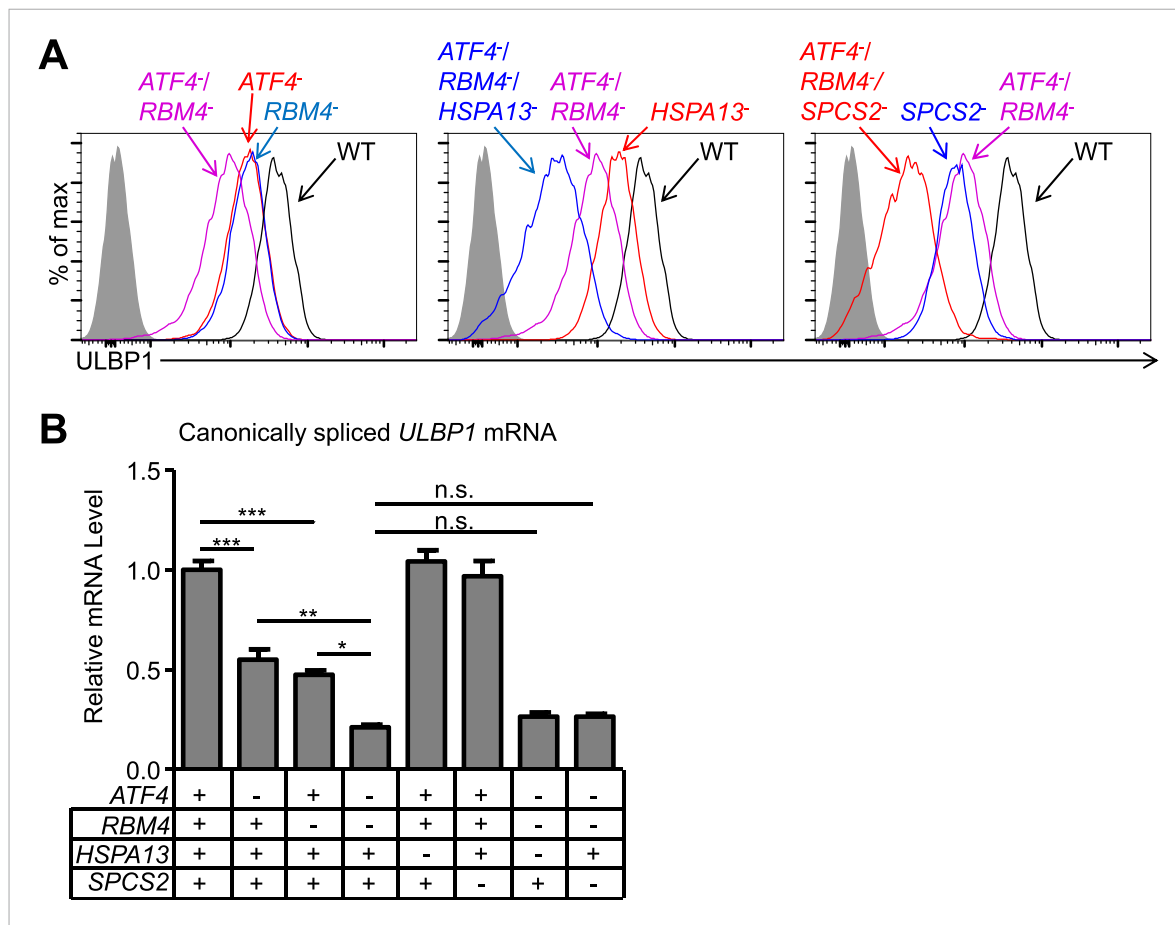 A
ATF4-/
RBM4-
ATF4-
RBM4-
WT
ATF4-/
RBM4-/
HSPA13-
ATF4-/
RBM4-
HSPA13-
WT
ATF4-/
RBM4-/
SPCS2-
SPCS2-
ATF4-/
RBM4-
WT
% of max
ULBP1
B
Canonically spliced ULBP1 mRNA
Relative mRNA Level
1.5
1.0
0.5
0.0
n.s.
n.s.
***
***
**
*
ATF4 + - + - + + - -
RBM4 + + - - + + - -
HSPA13 + + + + - + - +
SPCS2 + + + + + - + -